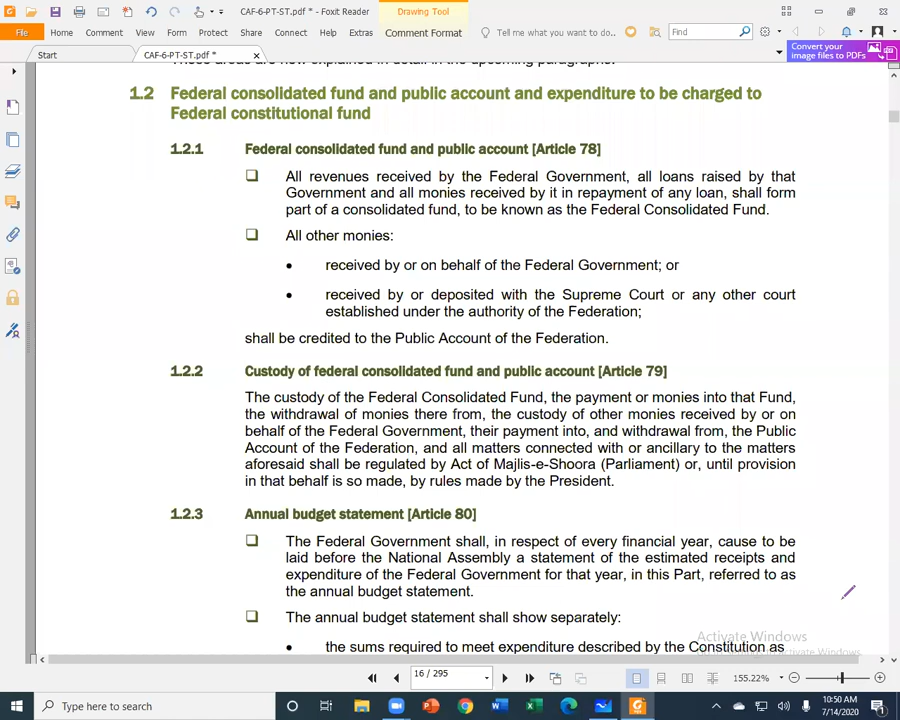 CAF-6-PT-ST.pdf * - Foxit Reader
Drawing Tool
File
Home
Comment
View
Form
Protect
Share
Connect
Help
Extras
Comment Format
Tell me what you want to do..
Find
Start
CAF-6-PT-ST.pdf *
Convert your
image files to PDFs
These areas are now explained in detail in the upcoming paragraphs.
1.2 Federal consolidated fund and public account and expenditure to be charged to
Federal constitutional fund
1.2.1 Federal consolidated fund and public account [Article 78]
All revenues received by the Federal Government, all loans raised by that
Government and all monies received by it in repayment of any loan, shall form
part of a consolidated fund, to be known as the Federal Consolidated Fund.
All other monies:
• received by or on behalf of the Federal Government; or
• received by or deposited with the Supreme Court or any other court
established under the authority of the Federation;
shall be credited to the Public Account of the Federation.
1.2.2 Custody of federal consolidated fund and public account [Article 79]
The custody of the Federal Consolidated Fund, the payment or monies into that Fund,
the withdrawal of monies there from, the custody of other monies received by or on
behalf of the Federal Government, their payment into, and withdrawal from, the Public
Account of the Federation, and all matters connected with or ancillary to the matters
aforesaid shall be regulated by Act of Majlis-e-Shoora (Parliament) or, until provision
in that behalf is so made, by rules made by the President.
1.2.3 Annual budget statement [Article 80]
The Federal Government shall, in respect of every financial year, cause to be
laid before the National Assembly a statement of the estimated receipts and
expenditure of the Federal Government for that year, in this Part, referred to as
the annual budget statement.
The annual budget statement shall show separately:
• the sums required to meet expenditure described by the Constitution as
Activate Windows
Activate Windows.
16 / 295
155.22%
Type here to search
10:50 AM
7/14/2020